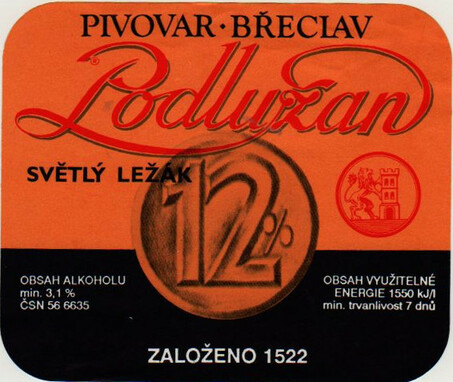 PIVOVAR · BŘECLAV
® Podlužan
SVĚTLÝ LEŽÁK
12%
OBSAH ALKOHOLU
min. 3,1 %
ČSN 56 6635
OBSAH VYUŽITELNÉ
ENERGIE 1550 kJ/l
min. trvanlivost 7 dnů
ZALOŽENO 1522